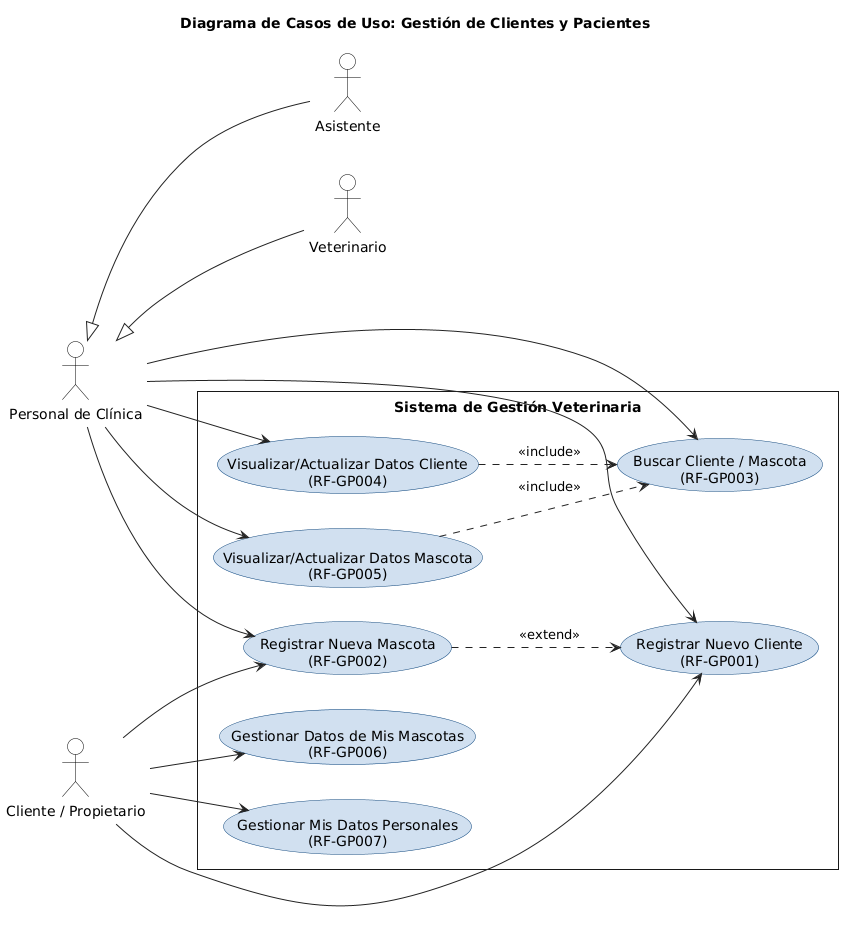 Diagrama de Casos de Uso: Gestión de Clientes y Pacientes
Asistente
Veterinario
Personal de Clínica
Sistema de Gestión Veterinaria
Visualizar/Actualizar Datos Cliente
(RF-GP004)
«include»
Buscar Cliente / Mascota
(RF-GP003)
«include»
Visualizar/Actualizar Datos Mascota
(RF-GP005)
Registrar Nueva Mascota
(RF-GP002)
«extend»
Registrar Nuevo Cliente
(RF-GP001)
Gestionar Datos de Mis Mascotas
(RF-GP006)
Cliente / Propietario
Gestionar Mis Datos Personales
(RF-GP007)